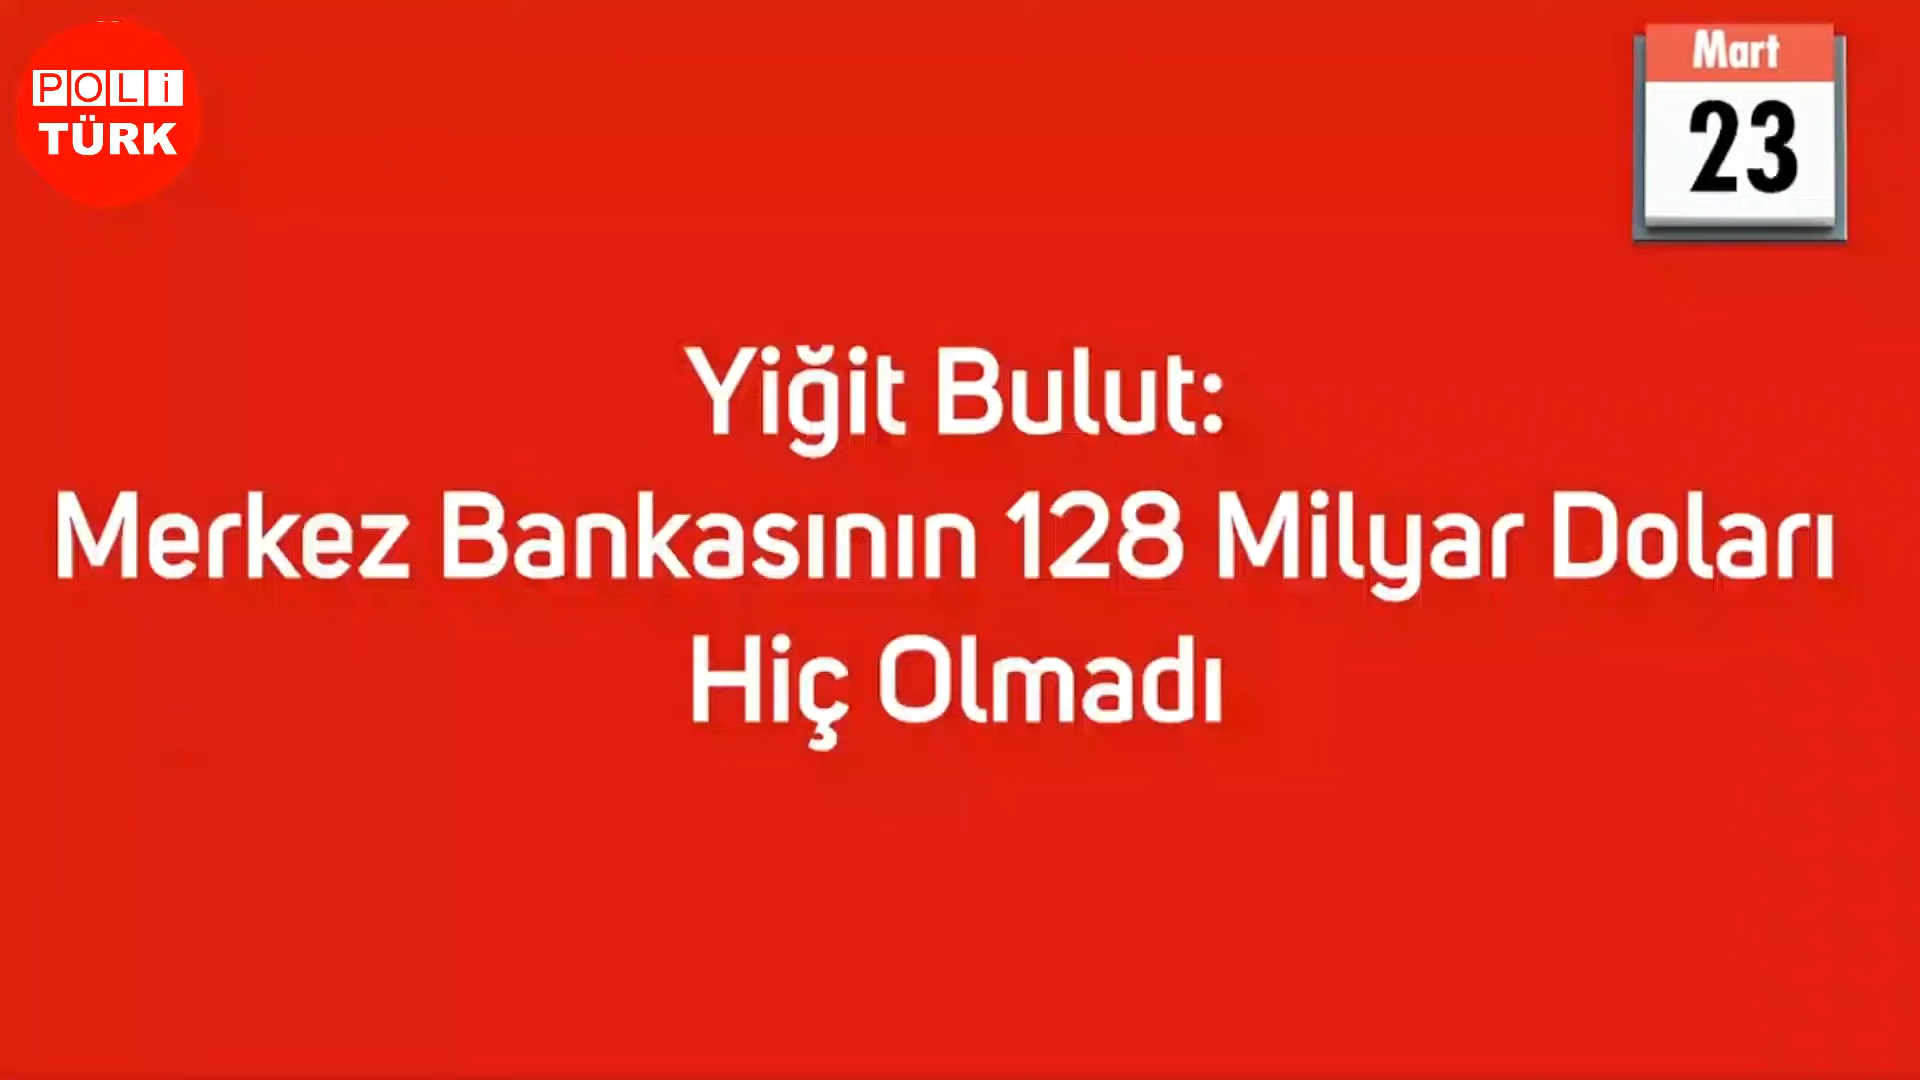 POLİ
TÜRK
Mart
23
Yiğit Bulut:
Merkez Bankasının 128 Milyar Doları
Hiç Olmadı